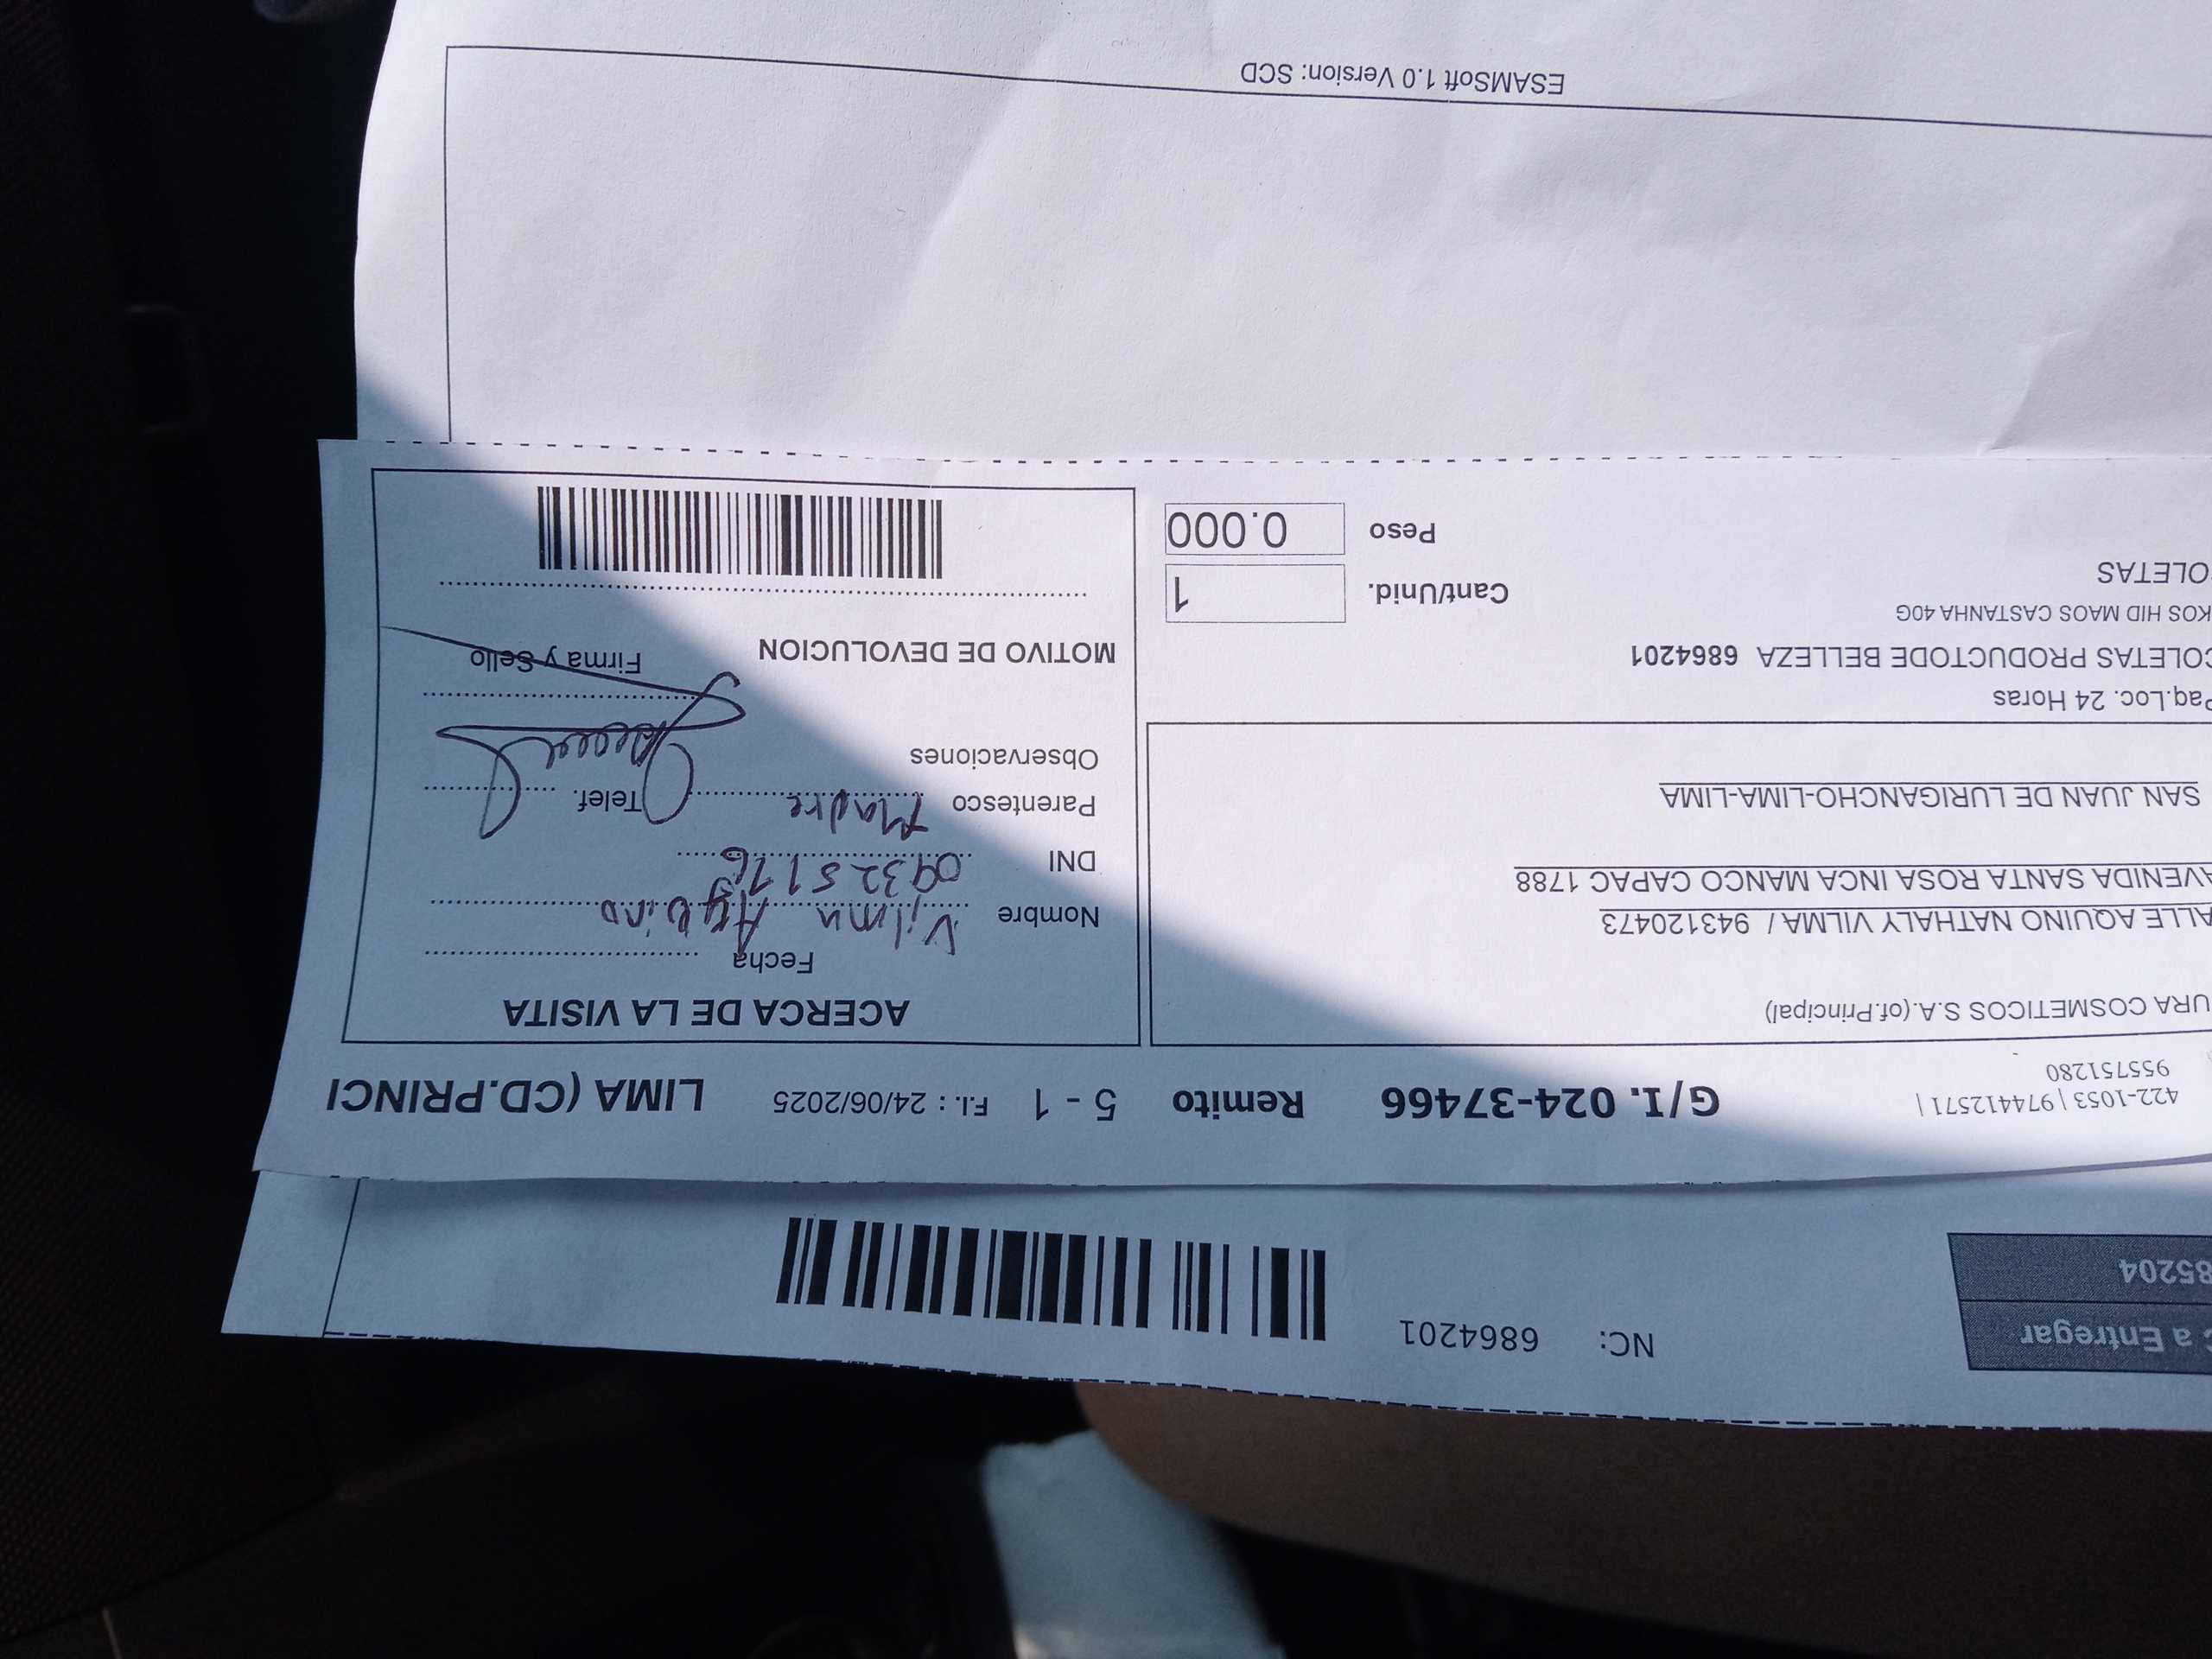 a Entregar
85204
NC: 6864201
422-1053 | 974412571 |
955751280
G/I. 024-37466 Remito 5 - 1 F.I. : 24/06/2025 LIMA (CD.PRINCI
URA COSMETICOS S.A.(of.Principal)
ALLE AQUINO NATHALY VILMA / 943120473
AVENIDA SANTA ROSA INCA MANCO CAPAC 1788
SAN JUAN DE LURIGANCHO-LIMA-LIMA
Paq.Loc. 24 Horas
COLETAS PRODUCTODE BELLEZA 6864201
KOS HID MAOS CASTANHA 40G
OLETAS
Cant/Unid. 1
Peso 0.000
ACERCA DE LA VISITA
Fecha
Nombre Vilma Aquino
DNI
Parentesco Madre Telef.
Observaciones
Firma y Sello
MOTIVO DE DEVOLUCION
ESAMSoft 1.0 Version: SCD